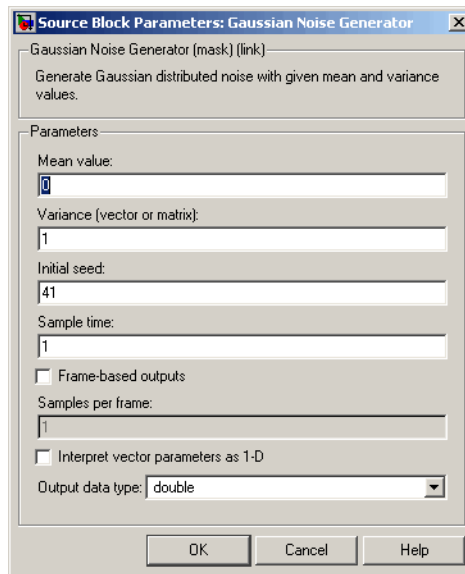 Source Block Parameters: Gaussian Noise Generator
Gaussian Noise Generator (mask) (link)
Generate Gaussian distributed noise with given mean and variance
values.
Parameters
Mean value:
0
Variance (vector or matrix):
1
Initial seed:
41
Sample time:
1
Frame-based outputs
Samples per frame:
1
Interpret vector parameters as 1-D
Output data type: double
OK Cancel Help